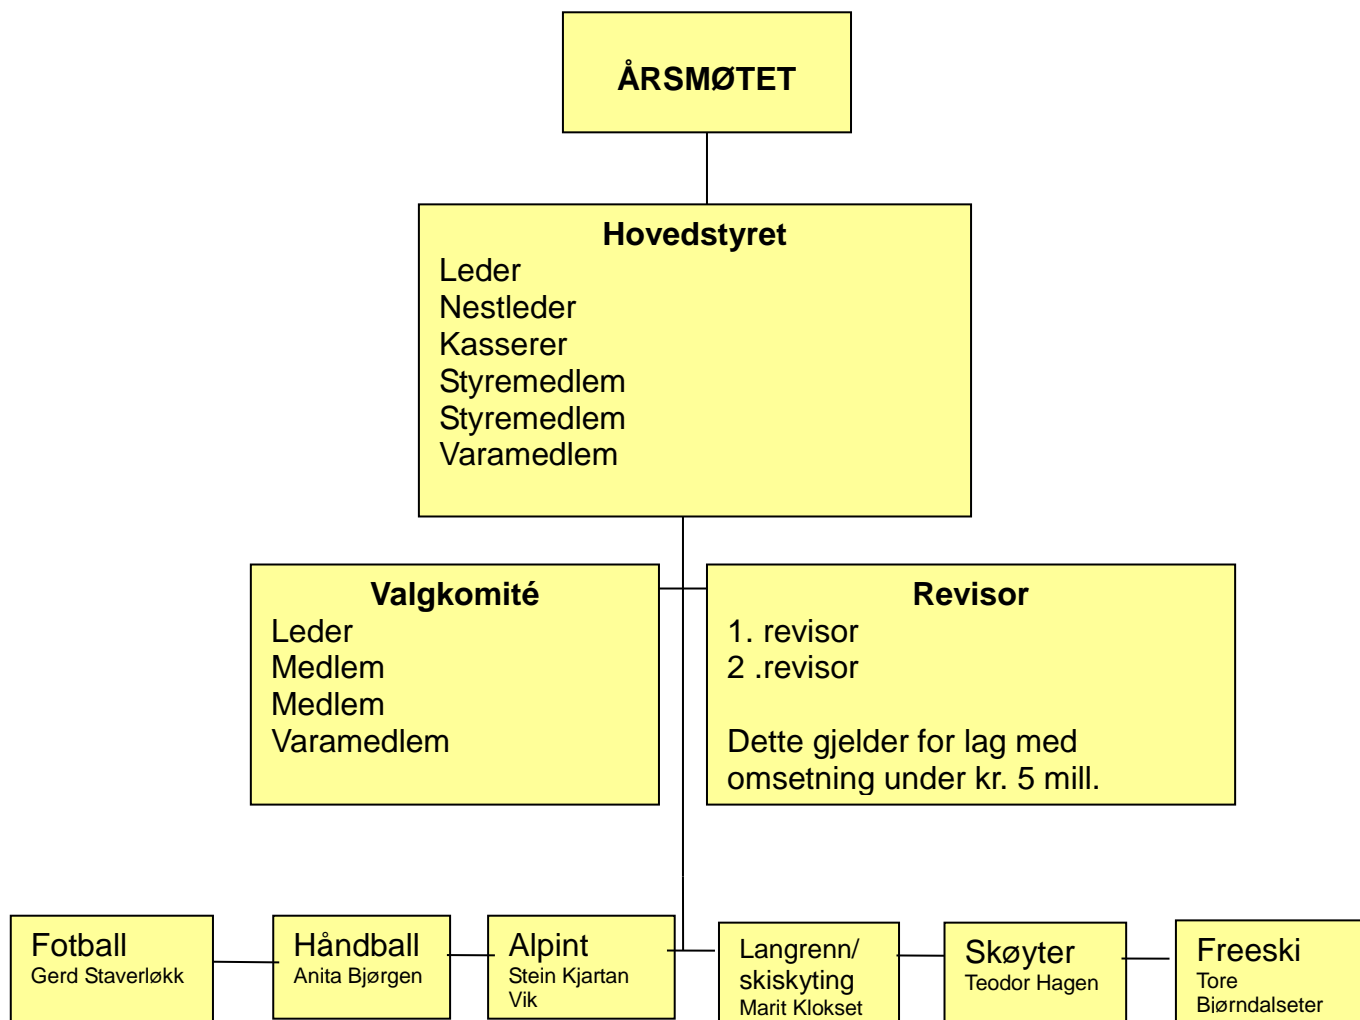 ÅRSMØTET
Hovedstyret
Leder
Nestleder
Kasserer
Styremedlem
Styremedlem
Varamedlem
Valgkomité
Leder
Medlem
Medlem
Varamedlem
Revisor
1. revisor
2 .revisor
Dette gjelder for lag med
omsetning under kr. 5 mill.
Fotball
Gerd Staverløkk
Håndball
Anita Bjørgen
Alpint
Stein Kjartan
Vik
Langrenn/
skiskyting
Marit Klokset
Skøyter
Teodor Hagen
Freeski
Tore
Bjørndalseter